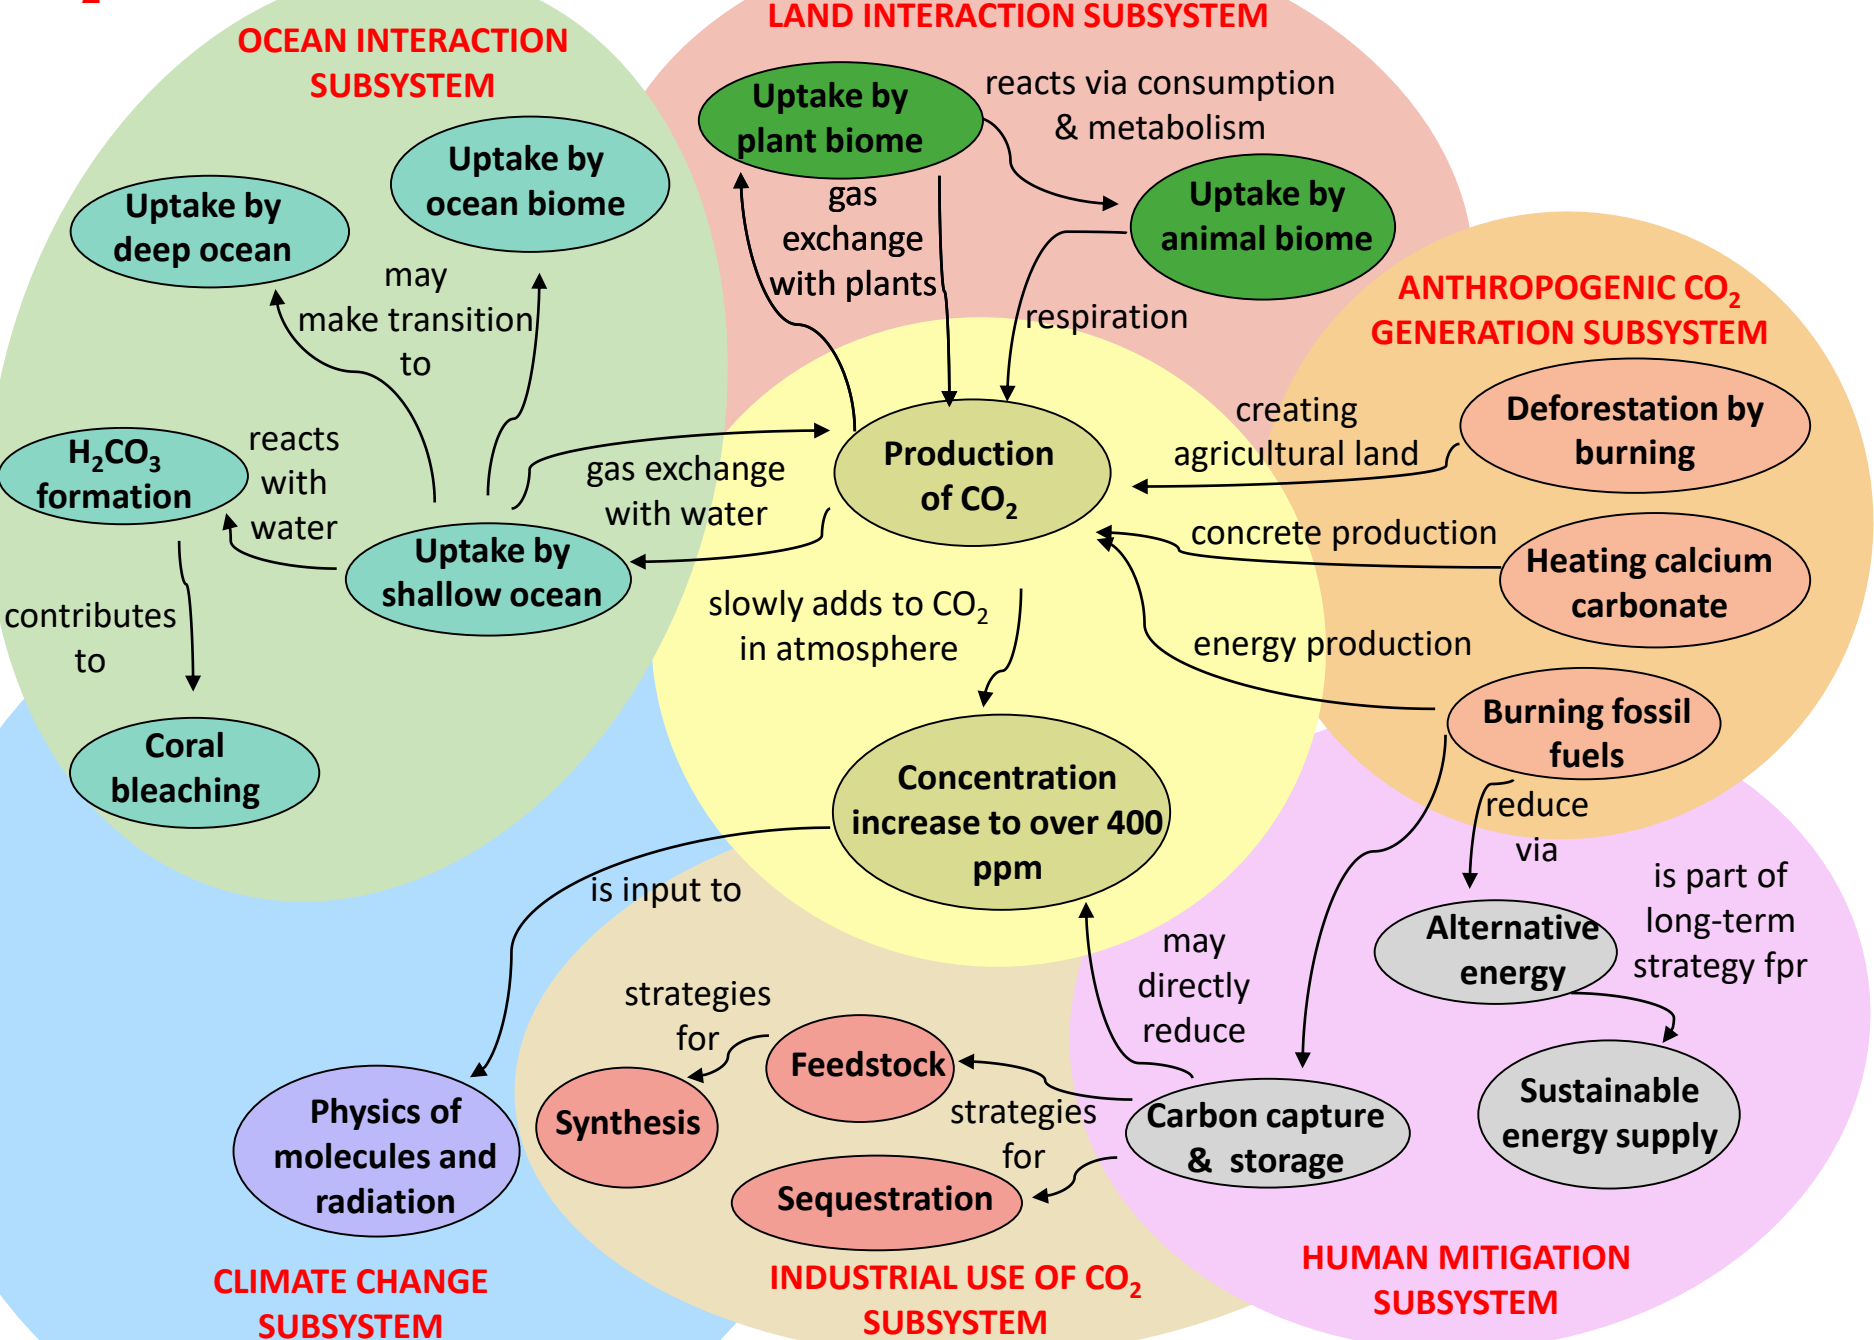 2
OCEAN INTERACTION
SUBSYSTEM
LAND INTERACTION SUBSYSTEM
Uptake by
plant biome
reacts via consumption
& metabolism
Uptake by
ocean biome
Uptake by
deep ocean
gas
exchange
with plants
Uptake by
animal biome
may
make transition
to
respiration
ANTHROPOGENIC CO₂
GENERATION SUBSYSTEM
H₂CO₃
formation
reacts
with
water
gas exchange
with water
Production
of CO₂
creating
agricultural land
Deforestation by
burning
concrete production
Heating calcium
carbonate
Uptake by
shallow ocean
contributes
to
slowly adds to CO₂
in atmosphere
energy production
Burning fossil
fuels
Coral
bleaching
Concentration
increase to over 400
ppm
reduce
via
is input to
is part of
long-term
strategy fpr
Alternative
energy
may
directly
reduce
strategies
for
Feedstock
Synthesis
strategies
for
Carbon capture
& storage
Sustainable
energy supply
Physics of
molecules and
radiation
Sequestration
CLIMATE CHANGE
SUBSYSTEM
INDUSTRIAL USE OF CO₂
SUBSYSTEM
HUMAN MITIGATION
SUBSYSTEM